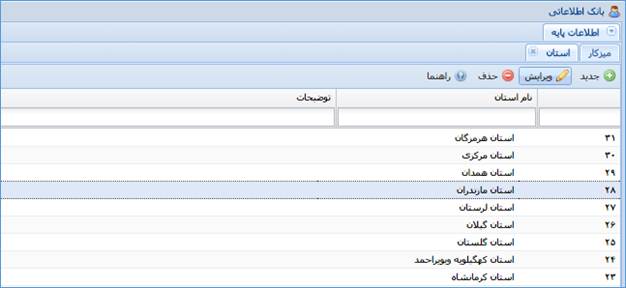 بانک اطلاعاتی
اطلاعات پایه
میزکار استان
جدید ویرایش حذف راهنما
نام استان توضیحات
۳۱ استان هرمزگان
۳۰ استان مرکزی
۲۹ استان همدان
۲۸ استان مازندران
۲۷ استان لرستان
۲۶ استان گیلان
۲۵ استان گلستان
۲۴ استان کهگیلویه وبویراحمد
۲۳ استان کرمانشاه